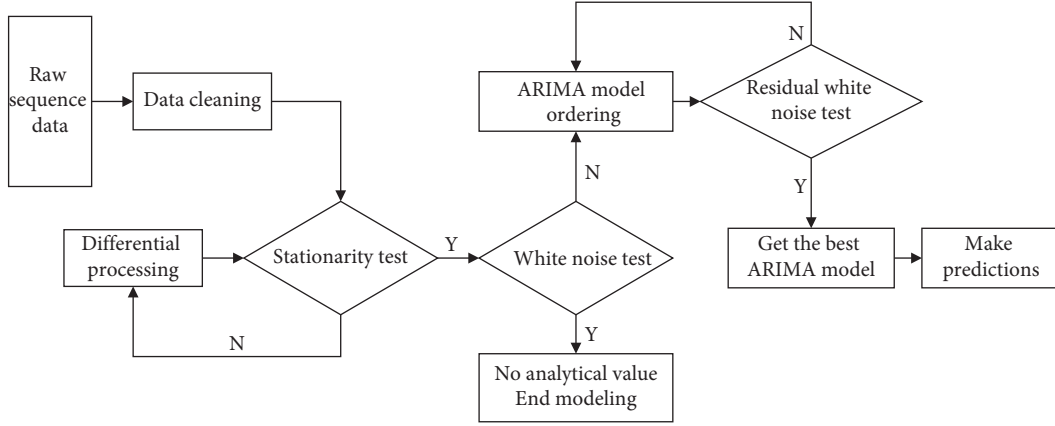 Raw
sequence
data
Data cleaning
Differential
processing
Stationarity test
N
Y
White noise test
N
Y
No analytical value
End modeling
ARIMA model
ordering
Residual white
noise test
N
Y
Get the best
ARIMA model
Make
predictions